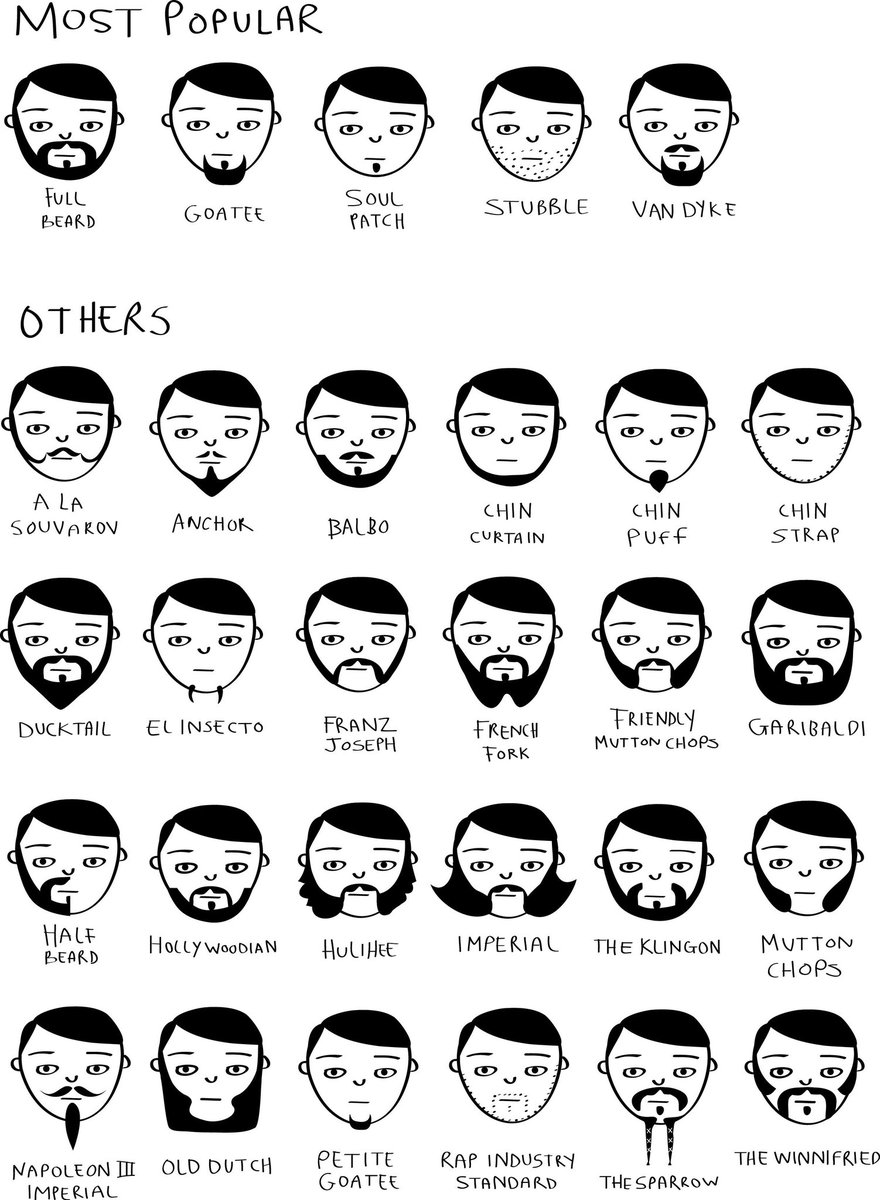 MOST POPULAR
FULL
BEARD
GOATEE
SOUL
PATCH
STUBBLE
VAN DYKE
OTHERS
A LA
SOUVAROV
ANCHOR
BALBO
CHIN
CURTAIN
CHIN
PUFF
CHIN
STRAP
DUCKTAIL
EL INSECTO
FRANZ
JOSEPH
FRENCH
FORK
FRIENDLY
MUTTON CHOPS
GARIBALDI
HALF
BEARD
HOLLYWOODIAN
HULIHEE
IMPERIAL
THE KLINGON
MUTTON
CHOPS
NAPOLEON III
IMPERIAL
OLD DUTCH
PETITE
GOATEE
RAP INDUSTRY
STANDARD
THE SPARROW
THE WINNIFRIED